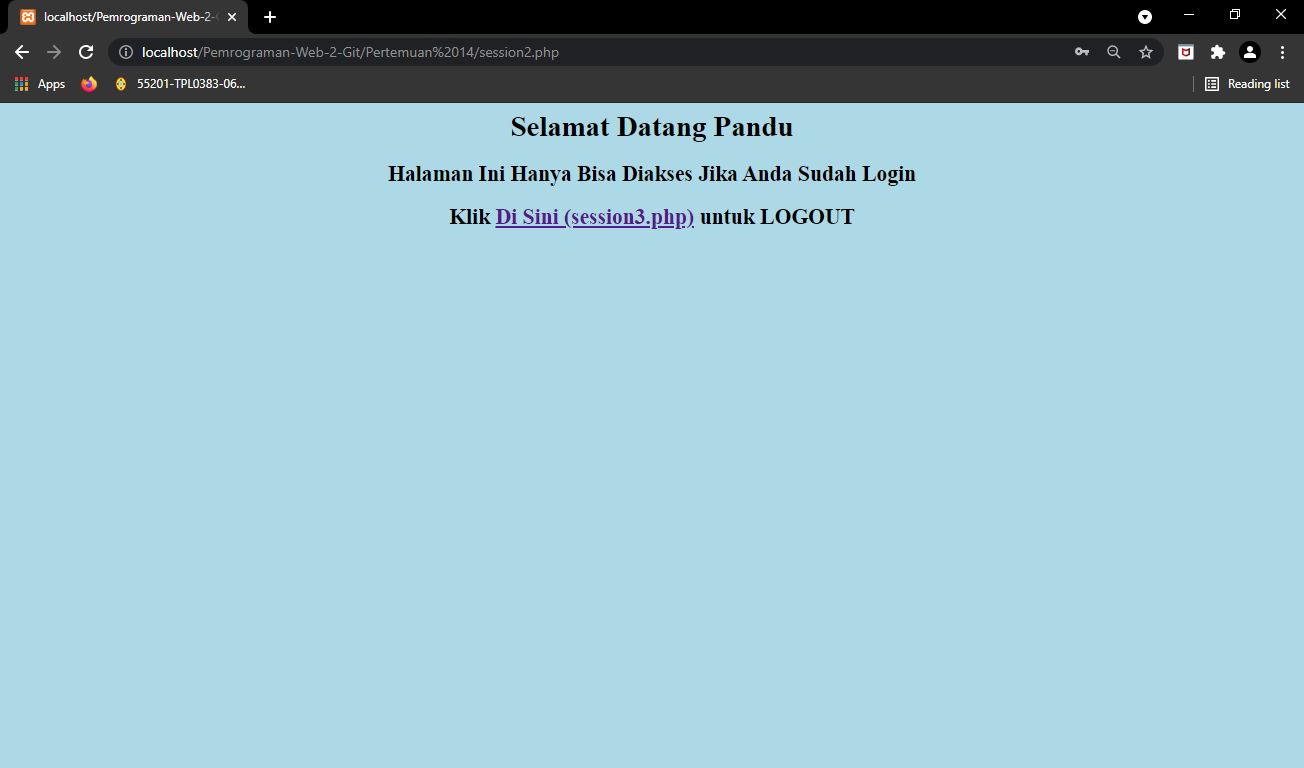 localhost/Pemrograman-Web-2-
localhost/Pemrograman-Web-2-Git/Pertemuan%2014/session2.php
Apps
55201-TPL0383-06...
Reading list
Selamat Datang Pandu
Halaman Ini Hanya Bisa Diakses Jika Anda Sudah Login
Klik Di Sini (session3.php) untuk LOGOUT